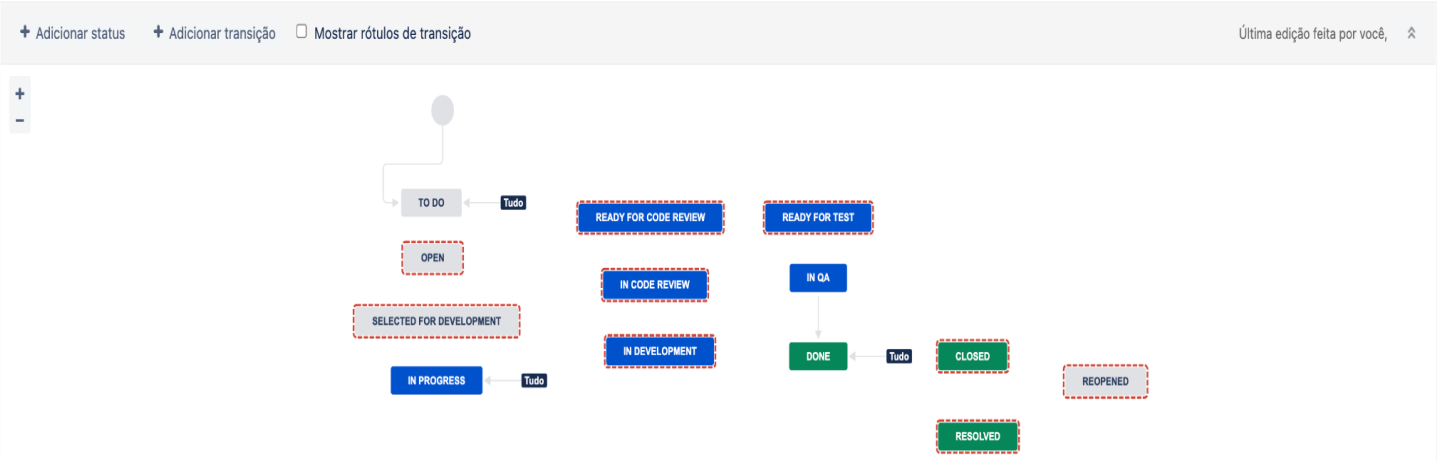 + Adicionar status + Adicionar transição Mostrar rótulos de transição Última edição feita por você,
+
−
TO DO Tudo
READY FOR CODE REVIEW READY FOR TEST
OPEN
IN CODE REVIEW IN QA
SELECTED FOR DEVELOPMENT
IN DEVELOPMENT DONE Tudo CLOSED
IN PROGRESS Tudo REOPENED
RESOLVED